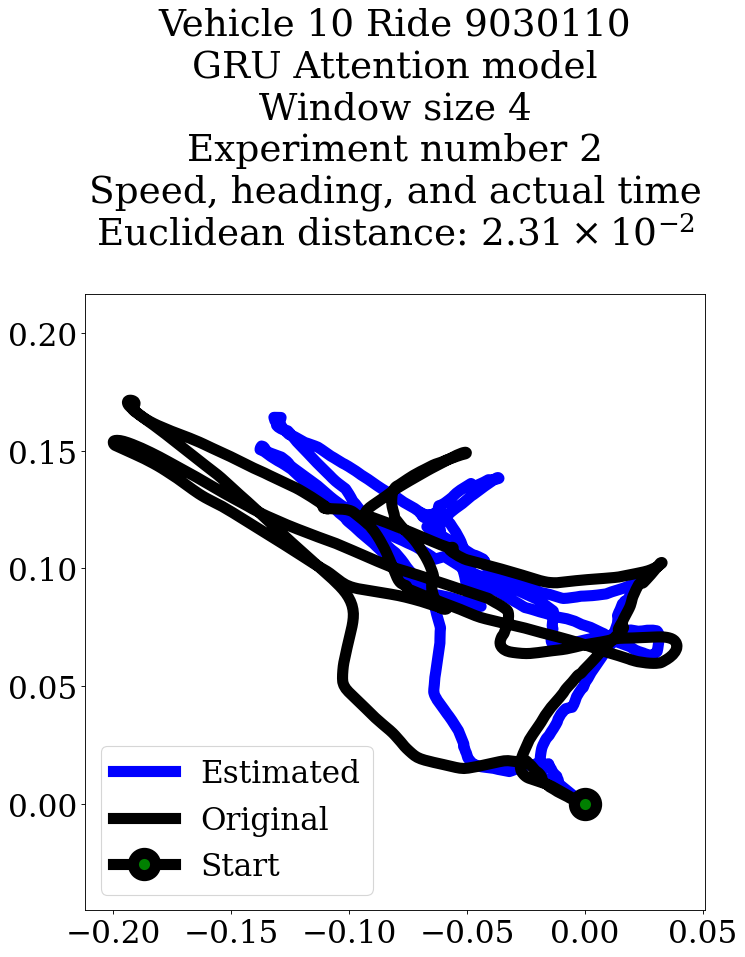 Vehicle 10 Ride 9030110
GRU Attention model
Window size 4
Experiment number 2
Speed, heading, and actual time
Euclidean distance: 2.31 × 10⁻²
0.20
0.15
0.10
0.05
0.00
Estimated
Original
Start
−0.20 −0.15 −0.10 −0.05 0.00 0.05